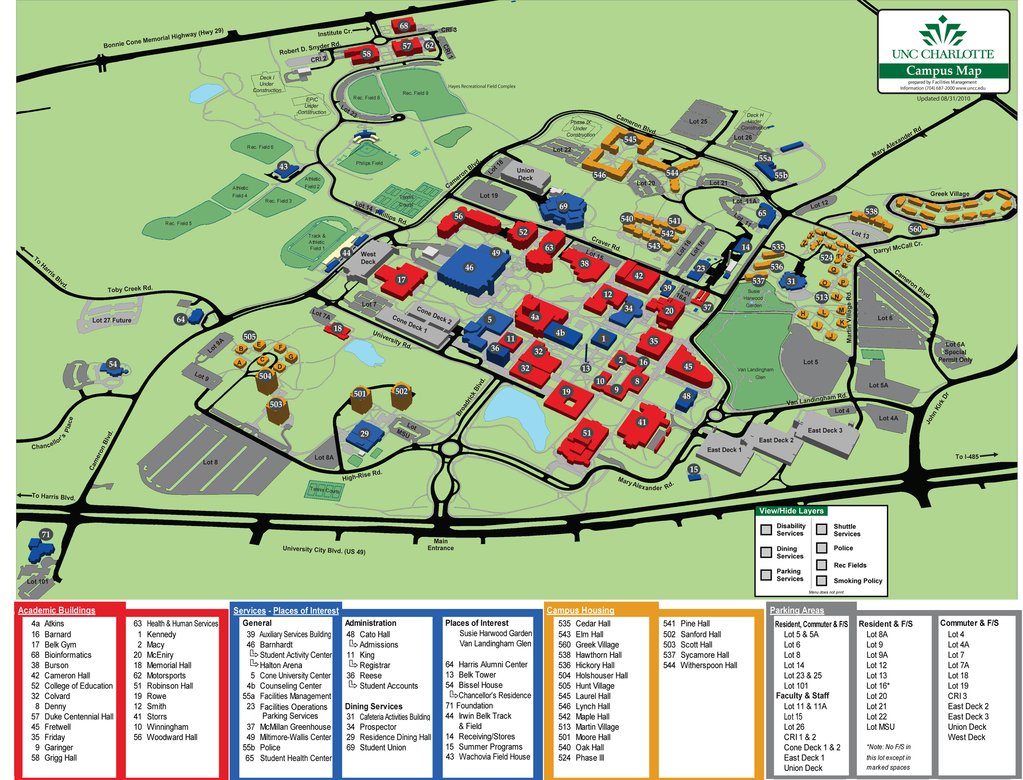 UNC CHARLOTTE
Campus Map
prepared by Facilities Management
Information (704) 687-2000 www.uncc.edu
Updated 08/31/2010
Bonnie Cone Memorial Highway (Hwy 29)
Institute Cr.
Robert D. Snyder Rd.
CRI 3
CRI 2
68
57
62
58
Deck I
Under
Construction
EPIC
Under
Construction
Lot 23
Rec. Field 8
Rec. Field 9
Hayes Recreational Field Complex
Phase IX
Under
Construction
Cameron Blvd.
Lot 25
Deck H
Under
Construction
Lot 26
Mary Alexander Rd.
Rec. Field 6
43
Phillips Field
Athletic
Field 2
Athletic
Field 4
Rec. Field 3
Rec. Field 5
Tennis
Courts
Cameron Blvd.
Lot 18
Union
Deck
Lot 19
Lot 22
545
546
544
Lot 20
Lot 21
55a
55b
Lot 11A
65
Lot 12
Greek Village
538
560
Lot 13
Darryl McCall Cr.
Lot 14
Phillips Rd.
Track &
Athletic
Field 1
44
West
Deck
56
52
69
63
540
541
542
543
Craver Rd.
Lot 15
Lot 16
14
535
536
537
524
513
31
Susie
Harwood
Garden
To Harris Blvd.
Toby Creek Rd.
Lot 27 Future
64
46
49
17
38
42
23
39
Lot 16A
37
12
34
20
Cameron Blvd.
Martin Village Rd.
Lot 6
Lot 6A
Special
Permit Only
Lot 7
Lot 7A
18
Cone Deck 2
Cone Deck 1
University Rd.
5
11
36
4a
4b
1
32
32
13
35
2
16
45
10
9
8
19
48
41
51
Van Landingham
Glen
Lot 5
Lot 5A
Van Landingham Rd.
Lot 4
Lot 4A
John Kirk Dr.
54
Chancellor's Place
Cameron Blvd.
Lot 9A
505
504
503
Lot 9
501
502
29
Lot MSU
Broadrick Blvd.
Lot 8
Lot 8A
High-Rise Rd.
Tennis Courts
East Deck 1
East Deck 2
East Deck 3
15
Mary Alexander Rd.
To I-485
To Harris Blvd.
71
Lot 101
University City Blvd. (US 49)
Main
Entrance
View/Hide Layers
Disability
Services
Shuttle
Services
Dining
Services
Police
Parking
Services
Rec Fields
Smoking Policy
Menu does not print
Academic Buildings
4a Atkins
16 Barnard
17 Belk Gym
68 Bioinformatics
38 Burson
42 Cameron Hall
52 College of Education
32 Colvard
8 Denny
57 Duke Centennial Hall
45 Fretwell
35 Friday
9 Garinger
58 Grigg Hall
63 Health & Human Services
1 Kennedy
2 Macy
20 McEniry
18 Memorial Hall
62 Motorsports
51 Robinson Hall
19 Rowe
12 Smith
41 Storrs
10 Winningham
56 Woodward Hall
Services - Places of Interest
General
39 Auxiliary Services Building
46 Barnhardt
Student Activity Center
Halton Arena
5 Cone University Center
4b Counseling Center
55a Facilities Management
23 Facilities Operations
Parking Services
37 McMillan Greenhouse
49 Miltimore-Wallis Center
55b Police
65 Student Health Center
Administration
48 Cato Hall
Admissions
11 King
Registrar
36 Reese
Student Accounts
Dining Services
31 Cafeteria Activities Building
34 Prospector
29 Residence Dining Hall
69 Student Union
Places of Interest
Susie Harwood Garden
Van Landingham Glen
64 Harris Alumni Center
13 Belk Tower
54 Bissell House
Chancellor's Residence
71 Foundation
44 Irwin Belk Track
& Field
14 Receiving/Stores
15 Summer Programs
43 Wachovia Field House
Campus Housing
535 Cedar Hall
543 Elm Hall
560 Greek Village
538 Hawthorn Hall
536 Hickory Hall
504 Holshouser Hall
505 Hunt Village
545 Laurel Hall
546 Lynch Hall
542 Maple Hall
513 Martin Village
501 Moore Hall
540 Oak Hall
524 Phase III
541 Pine Hall
502 Sanford Hall
503 Scott Hall
537 Sycamore Hall
544 Witherspoon Hall
Parking Areas
Resident, Commuter & F/S
Lot 5 & 5A
Lot 6
Lot 8
Lot 14
Lot 23 & 25
Lot 101
Faculty & Staff
Lot 11 & 11A
Lot 15
Lot 26
CRI 1 & 2
Cone Deck 1 & 2
East Deck 1
Union Deck
Resident & F/S
Lot 8A
Lot 9
Lot 9A
Lot 12
Lot 13
Lot 16*
Lot 20
Lot 21
Lot 22
Lot MSU
*Note: No F/S in
this lot except in
marked spaces
Commuter & F/S
Lot 4
Lot 4A
Lot 7
Lot 7A
Lot 18
Lot 19
CRI 3
East Deck 2
East Deck 3
Union Deck
West Deck